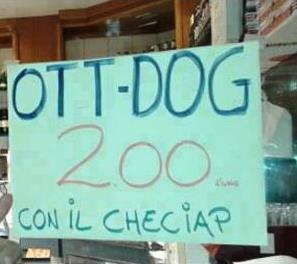 OTT-DOG
2.00
CON IL CHECIAP